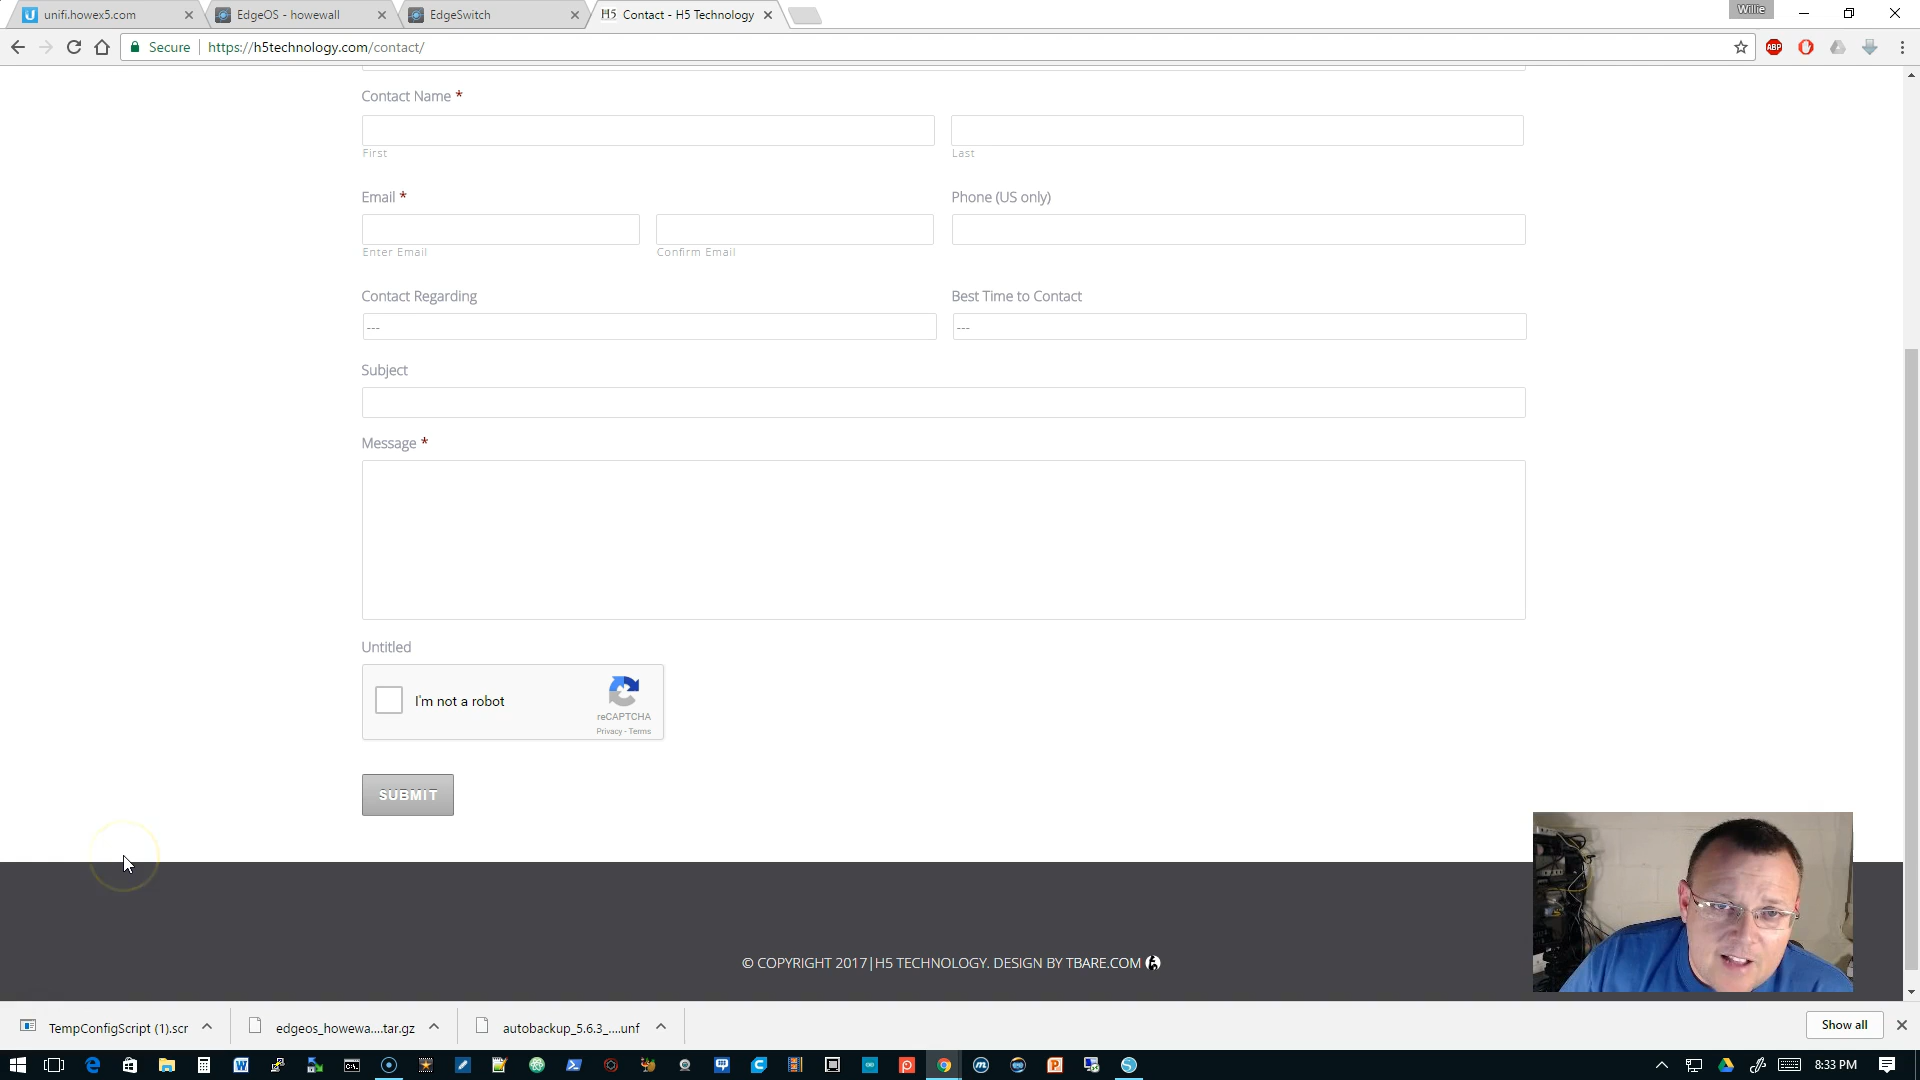 unifi.howex5.com
EdgeOS - howewall
EdgeSwitch
H5 Contact - H5 Technology
Willie
Secure https://h5technology.com/contact/
ABP
Contact Name *
First
Last
Email *
Phone (US only)
Enter Email
Confirm Email
Contact Regarding
Best Time to Contact
---
---
Subject
Message *
Untitled
I'm not a robot
reCAPTCHA
Privacy - Terms
SUBMIT
© COPYRIGHT 2017|H5 TECHNOLOGY. DESIGN BY TBARE.COM
TempConfigScript (1).scr
edgeos_howewa....tar.gz
autobackup_5.6.3_....unf
Show all
8:33 PM